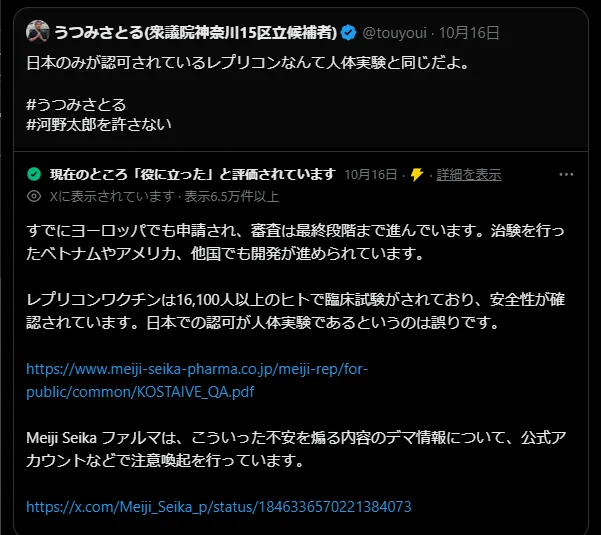 うつみさとる(衆議院神奈川15区立候補者) @touyoui · 10月16日
日本のみが認可されているレプリコンなんて人体実験と同じだよ。
#うつみさとる
#河野太郎を許さない
現在のところ「役に立った」と評価されています 10月16日 · · 詳細を表示
Xに表示されています · 表示6.5万件以上
すでにヨーロッパでも申請され、審査は最終段階まで進んでいます。治験を行っ
たベトナムやアメリカ、他国でも開発が進められています。
レプリコンワクチンは16,100人以上のヒトで臨床試験がされており、安全性が確
認されています。日本での認可が人体実験であるというのは誤りです。
https://www.meiji-seika-pharma.co.jp/meiji-rep/for-
public/common/KOSTAIVE_QA.pdf
Meiji Seika ファルマは、こういった不安を煽る内容のデマ情報について、公式ア
カウントなどで注意喚起を行っています。
https://x.com/Meiji_Seika_p/status/1846336570221384073